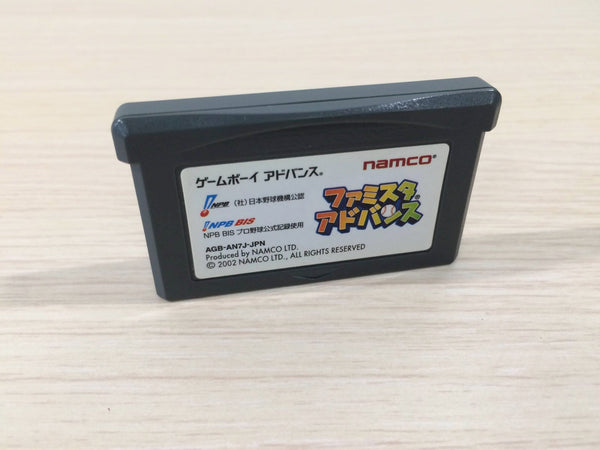 ゲームボーイ アドバンス®
namco®
NPB (社)日本野球機構公認
NPB BIS
NPB BIS プロ野球公式記録使用
ファミスタ®
アドバンス
AGB-AN7J-JPN
Produced by NAMCO LTD.
© 2002 NAMCO LTD., ALL RIGHTS RESERVED